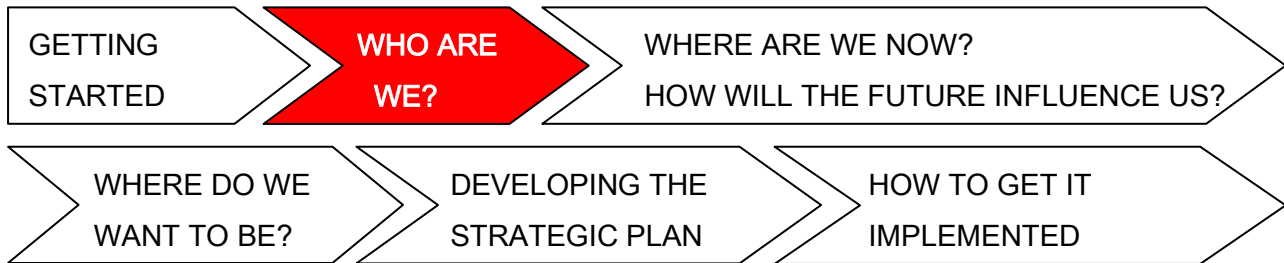 GETTING
STARTED
WHO ARE
WE?
WHERE ARE WE NOW?
HOW WILL THE FUTURE INFLUENCE US?
WHERE DO WE
WANT TO BE?
DEVELOPING THE
STRATEGIC PLAN
HOW TO GET IT
IMPLEMENTED